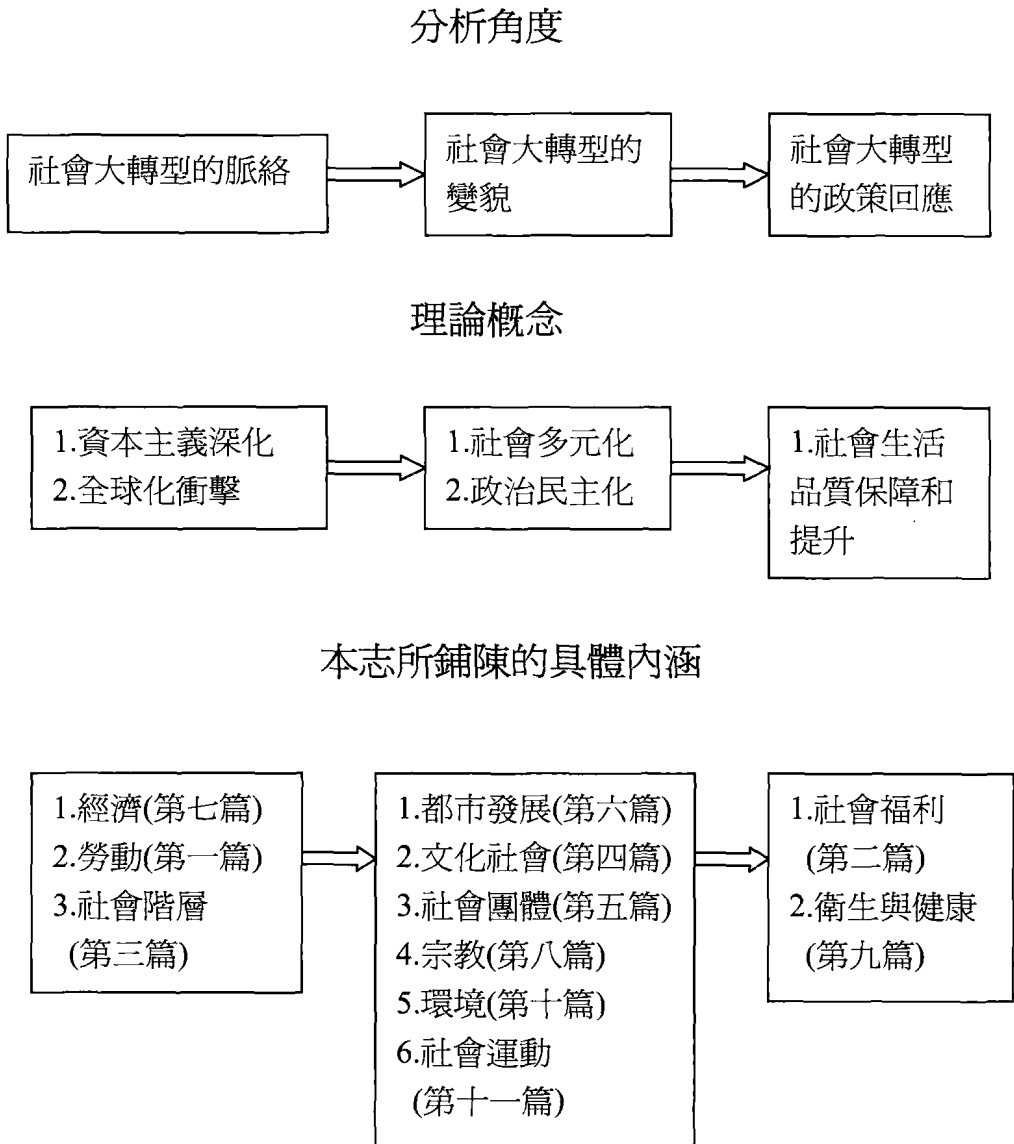 分析角度
社會大轉型的脈絡
社會大轉型的
變貌
社會大轉型
的政策回應
理論概念
1.資本主義深化
2.全球化衝擊
1.社會多元化
2.政治民主化
1.社會生活
品質保障和
提升
本志所鋪陳的具體內涵
1.經濟(第七篇)
2.勞動(第一篇)
3.社會階層
(第三篇)
1.都市發展(第六篇)
2.文化社會(第四篇)
3.社會團體(第五篇)
4.宗教(第八篇)
5.環境(第十篇)
6.社會運動
(第十一篇)
1.社會福利
(第二篇)
2.衛生與健康
(第九篇)